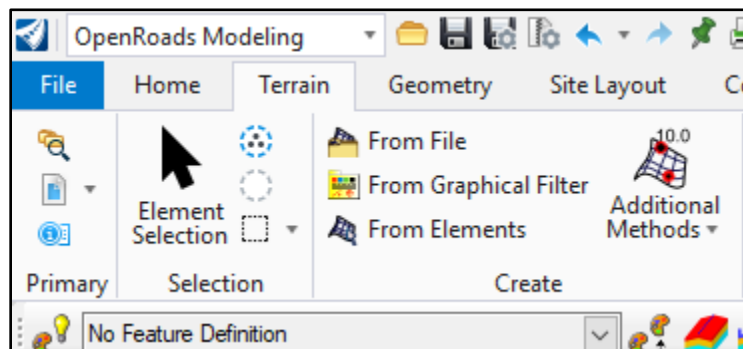 OpenRoads Modeling
File
Home
Terrain
Geometry
Site Layout
Element
Selection
From File
From Graphical Filter
From Elements
10.0
Additional
Methods
Primary
Selection
Create
No Feature Definition